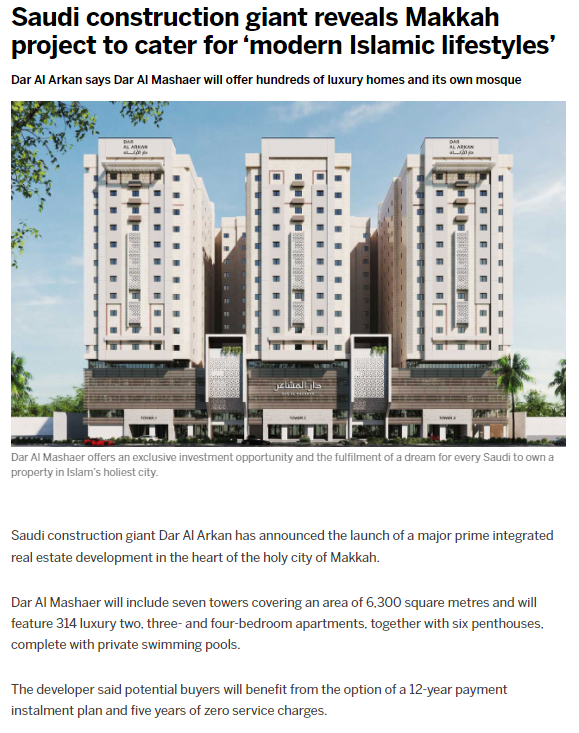 Saudi construction giant reveals Makkah
project to cater for ‘modern Islamic lifestyles’
Dar Al Arkan says Dar Al Mashaer will offer hundreds of luxury homes and its own mosque
DAR
AL ARKAN
دار الأركان
DAR
AL ARKAN
دار الأركان
دار المشاعر
DAR AL MASHAER
TOWER 1
TOWER 2
TOWER 3
Dar Al Mashaer offers an exclusive investment opportunity and the fulfilment of a dream for every Saudi to own a
property in Islam’s holiest city.
Saudi construction giant Dar Al Arkan has announced the launch of a major prime integrated
real estate development in the heart of the holy city of Makkah.
Dar Al Mashaer will include seven towers covering an area of 6,300 square metres and will
feature 314 luxury two, three- and four-bedroom apartments, together with six penthouses,
complete with private swimming pools.
The developer said potential buyers will benefit from the option of a 12-year payment
instalment plan and five years of zero service charges.